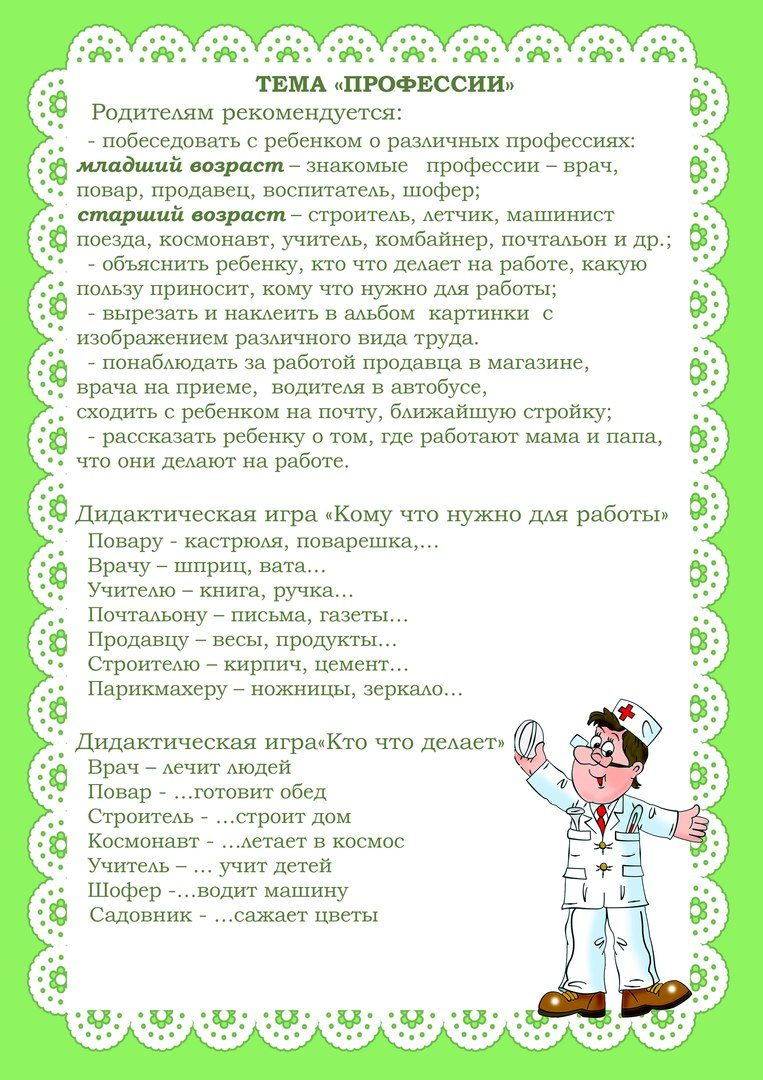 ТЕМА «ПРОФЕССИИ»
Родителям рекомендуется:
- побеседовать с ребенком о различных профессиях:
младший возраст – знакомые профессии – врач,
повар, продавец, воспитатель, шофер;
старший возраст – строитель, летчик, машинист
поезда, космонавт, учитель, комбайнер, почтальон и др.;
- объяснить ребенку, кто что делает на работе, какую
пользу приносит, кому что нужно для работы;
- вырезать и наклеить в альбом картинки с
изображением различного вида труда.
- понаблюдать за работой продавца в магазине,
врача на приеме, водителя в автобусе,
сходить с ребенком на почту, ближайшую стройку;
- рассказать ребенку о том, где работают мама и папа,
что они делают на работе.
Дидактическая игра «Кому что нужно для работы»
Повару - кастрюля, поварешка,...
Врачу – шприц, вата...
Учителю – книга, ручка...
Почтальону – письма, газеты...
Продавцу – весы, продукты...
Строителю – кирпич, цемент...
Парикмахеру – ножницы, зеркало...
Дидактическая игра«Кто что делает»
Врач – лечит людей
Повар - ...готовит обед
Строитель - ...строит дом
Космонавт - ...летает в космос
Учитель – ... учит детей
Шофер -...водит машину
Садовник - ...сажает цветы